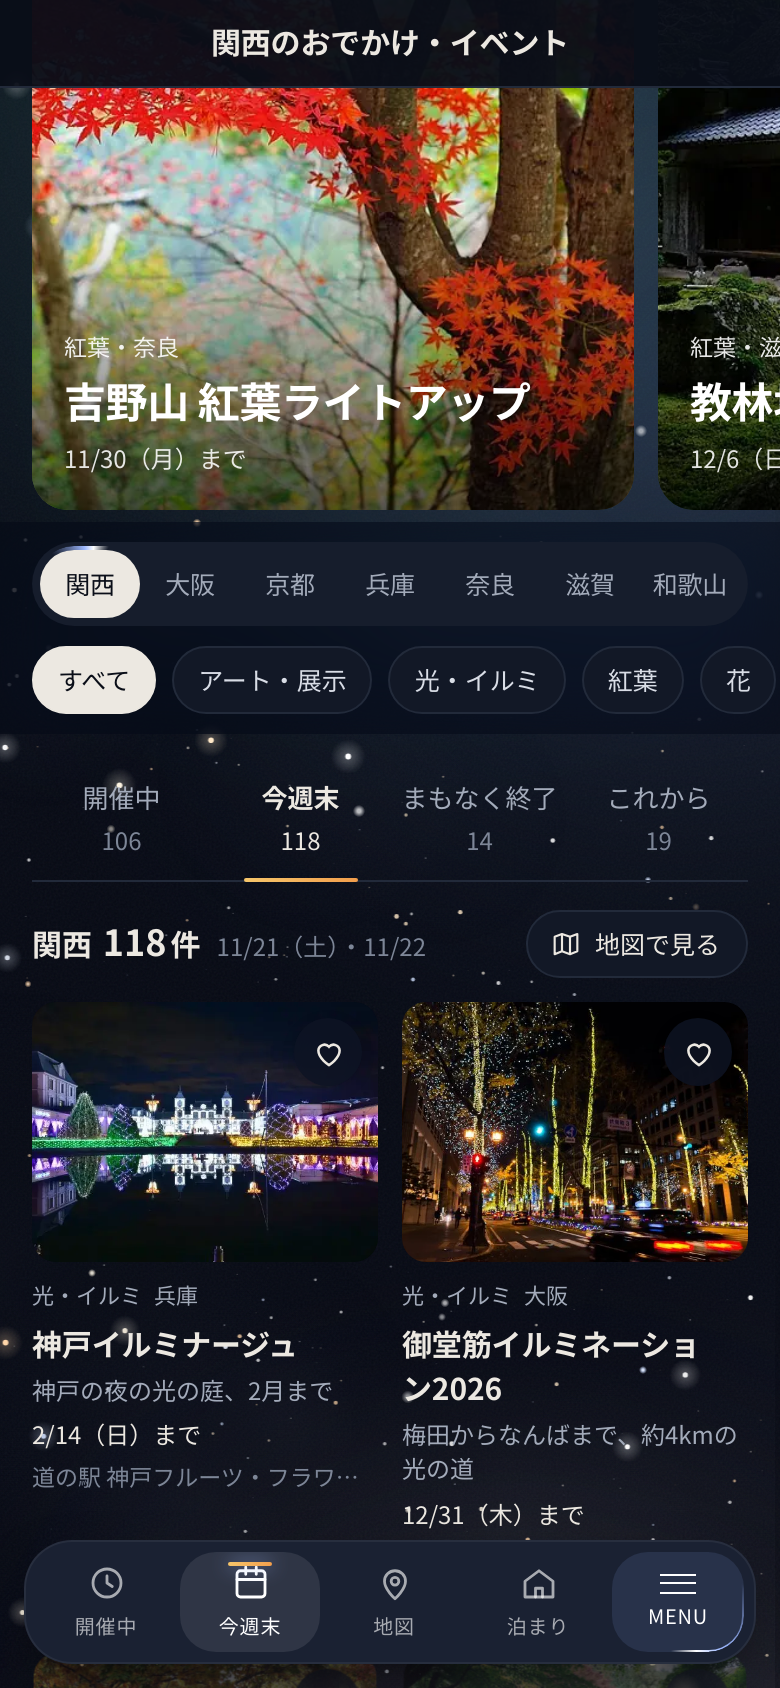 関西のおでかけ・イベント
紅葉・奈良
吉野山 紅葉ライトアップ
11/30（月）まで
紅葉・滋
教林
12/6（日
関西 大阪 京都 兵庫 奈良 滋賀 和歌山
すべて アート・展示 光・イルミ 紅葉 花
開催中 今週末 まもなく終了 これから
106 118 14 19
関西 118件 11/21（土）・11/22
地図で見る
光・イルミ 兵庫
神戸イルミナージュ
神戸の夜の光の庭、2月まで
2/14（日）まで
道の駅 神戸フルーツ・フラワ…
光・イルミ 大阪
御堂筋イルミネーショ
ン2026
梅田からなんばまで、約4kmの
光の道
12/31（木）まで
開催中 今週末 地図 泊まり MENU